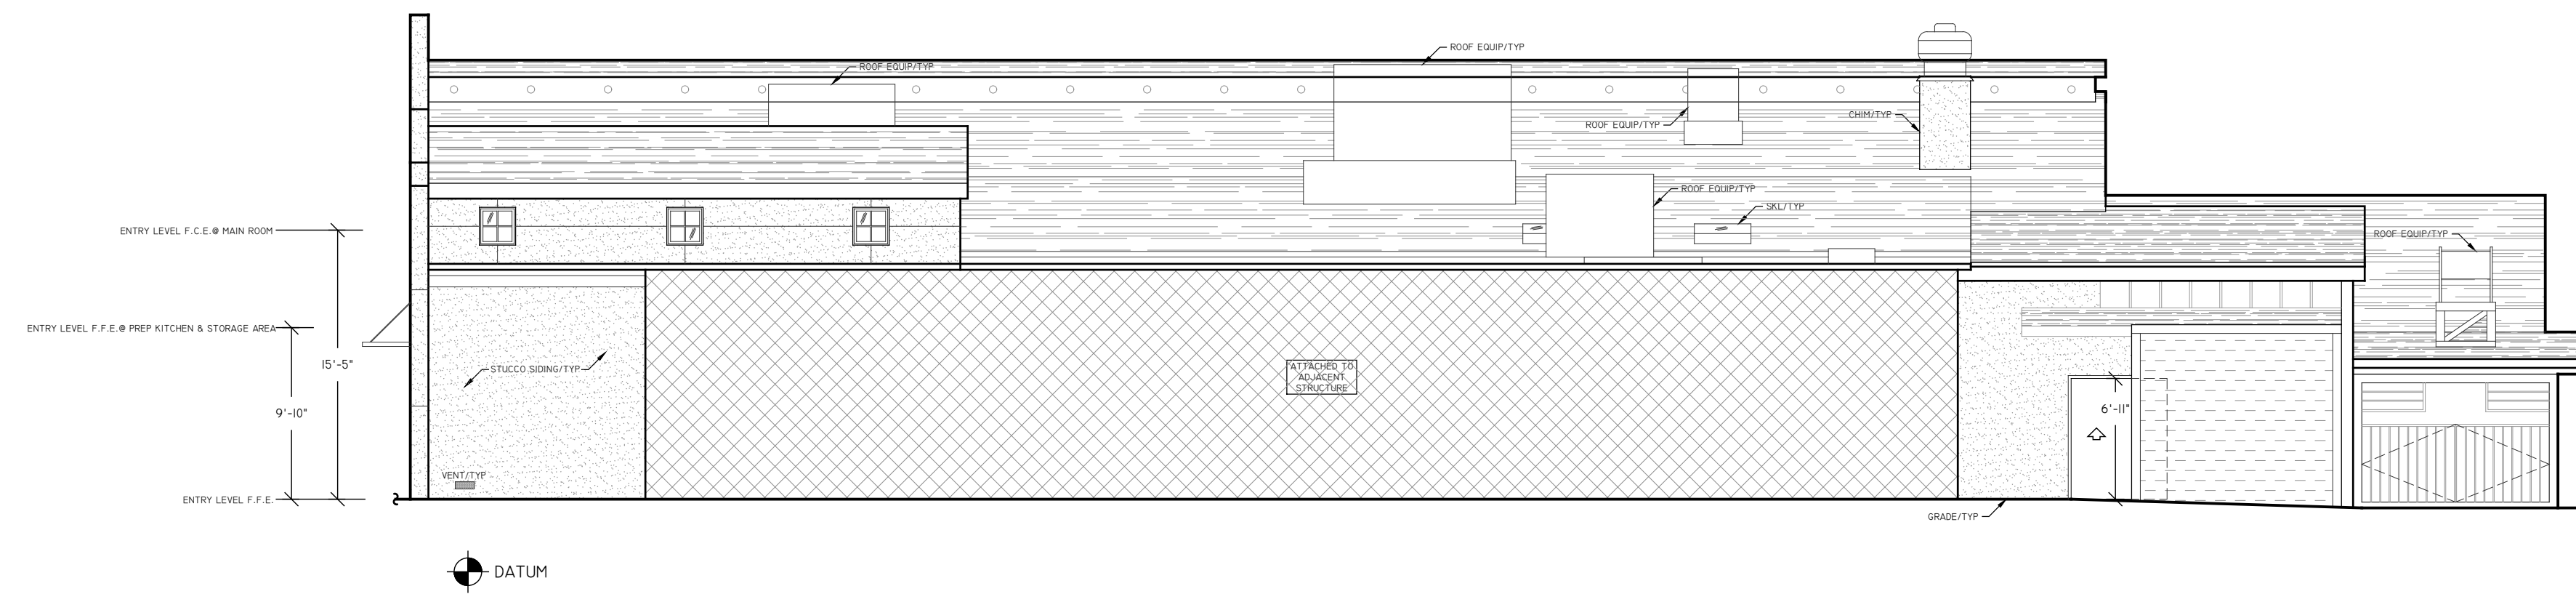 ROOF EQUIP/TYP
ROOF EQUIP/TYP
CHIM/TYP
ROOF EQUIP/TYP
ROOF EQUIP/TYP
SKL/TYP
ENTRY LEVEL F.C.E.@ MAIN ROOM
ROOF EQUIP/TYP
ENTRY LEVEL F.F.E.@ PREP KITCHEN & STORAGE AREA
15'-5"
STUCCO SIDING/TYP
ATTACHED TO
ADJACENT
STRUCTURE
9'-10"
6'-11"
VENT/TYP
ENTRY LEVEL F.F.E.
GRADE/TYP
DATUM